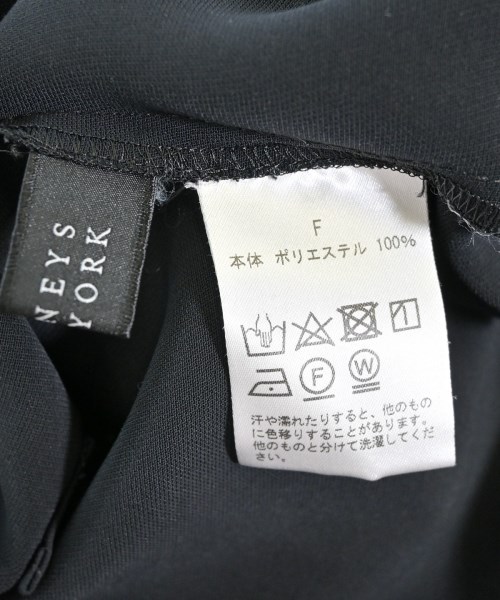 NEYS
YORK
F
本体 ポリエステル 100%
F
W
汗や濡れたりすると、他のもの
に色移りすることがあります。
他のものと分けて洗濯してくだ
さい。